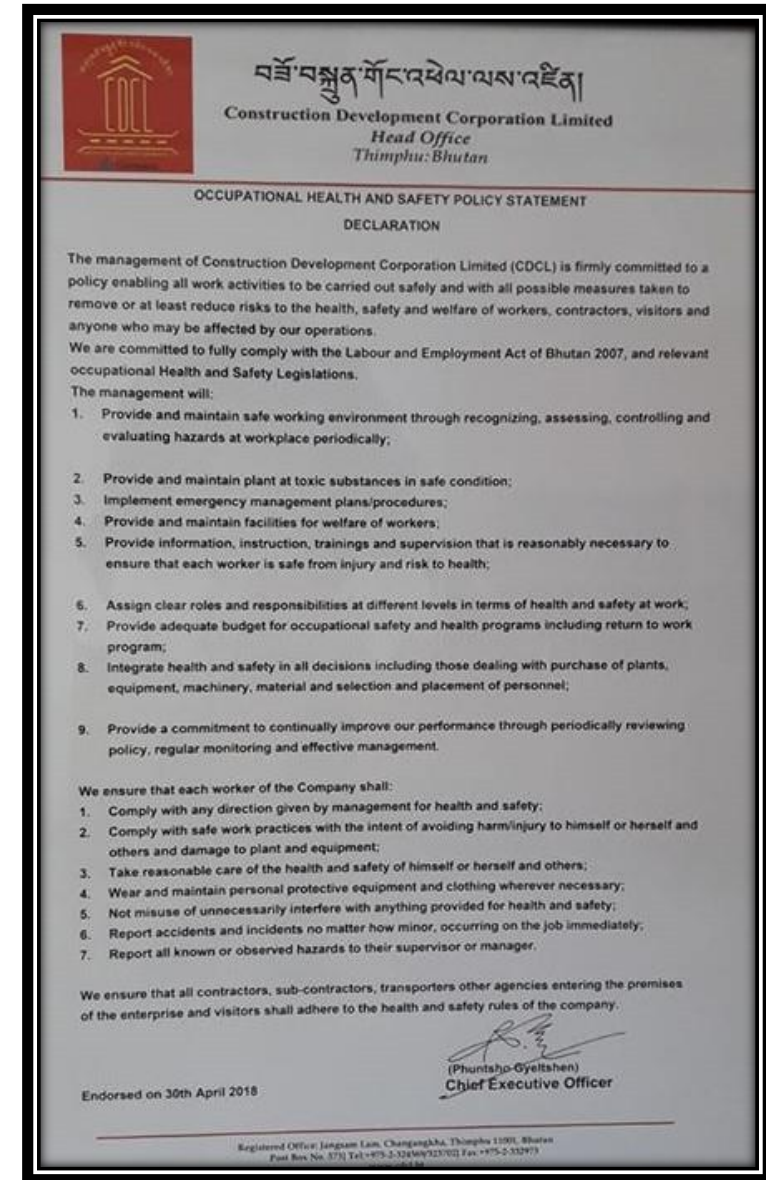 CDCL
བཟོ་བསྐྲུན་གོང་འཕེལ་ལས་འཛིན།
Construction Development Corporation Limited
Head Office
Thimphu: Bhutan
OCCUPATIONAL HEALTH AND SAFETY POLICY STATEMENT
DECLARATION
The management of Construction Development Corporation Limited (CDCL) is firmly committed to a
policy enabling all work activities to be carried out safely and with all possible measures taken to
remove or at least reduce risks to the health, safety and welfare of workers, contractors, visitors and
anyone who may be affected by our operations.
We are committed to fully comply with the Labour and Employment Act of Bhutan 2007, and relevant
occupational Health and Safety Legislations.
The management will:
1. Provide and maintain safe working environment through recognizing, assessing, controlling and
evaluating hazards at workplace periodically;
2. Provide and maintain plant at toxic substances in safe condition;
3. Implement emergency management plans/procedures;
4. Provide and maintain facilities for welfare of workers;
5. Provide information, instruction, trainings and supervision that is reasonably necessary to
ensure that each worker is safe from injury and risk to health;
6. Assign clear roles and responsibilities at different levels in terms of health and safety at work;
7. Provide adequate budget for occupational safety and health programs including return to work
program;
8. Integrate health and safety in all decisions including those dealing with purchase of plants,
equipment, machinery, material and selection and placement of personnel;
9. Provide a commitment to continually improve our performance through periodically reviewing
policy, regular monitoring and effective management.
We ensure that each worker of the Company shall:
1. Comply with any direction given by management for health and safety;
2. Comply with safe work practices with the intent of avoiding harm/injury to himself or herself and
others and damage to plant and equipment;
3. Take reasonable care of the health and safety of himself or herself and others;
4. Wear and maintain personal protective equipment and clothing wherever necessary;
5. Not misuse of unnecessarily interfere with anything provided for health and safety;
6. Report accidents and incidents no matter how minor, occurring on the job immediately;
7. Report all known or observed hazards to their supervisor or manager.
We ensure that all contractors, sub-contractors, transporters other agencies entering the premises
of the enterprise and visitors shall adhere to the health and safety rules of the company.
(Phuntsho Gyeltshen)
Chief Executive Officer
Endorsed on 30th April 2018
Registered Office: Jangsam Lam, Changangkha, Thimphu 11001, Bhutan
Post Box No. Tel: Fax:+975-2-332973